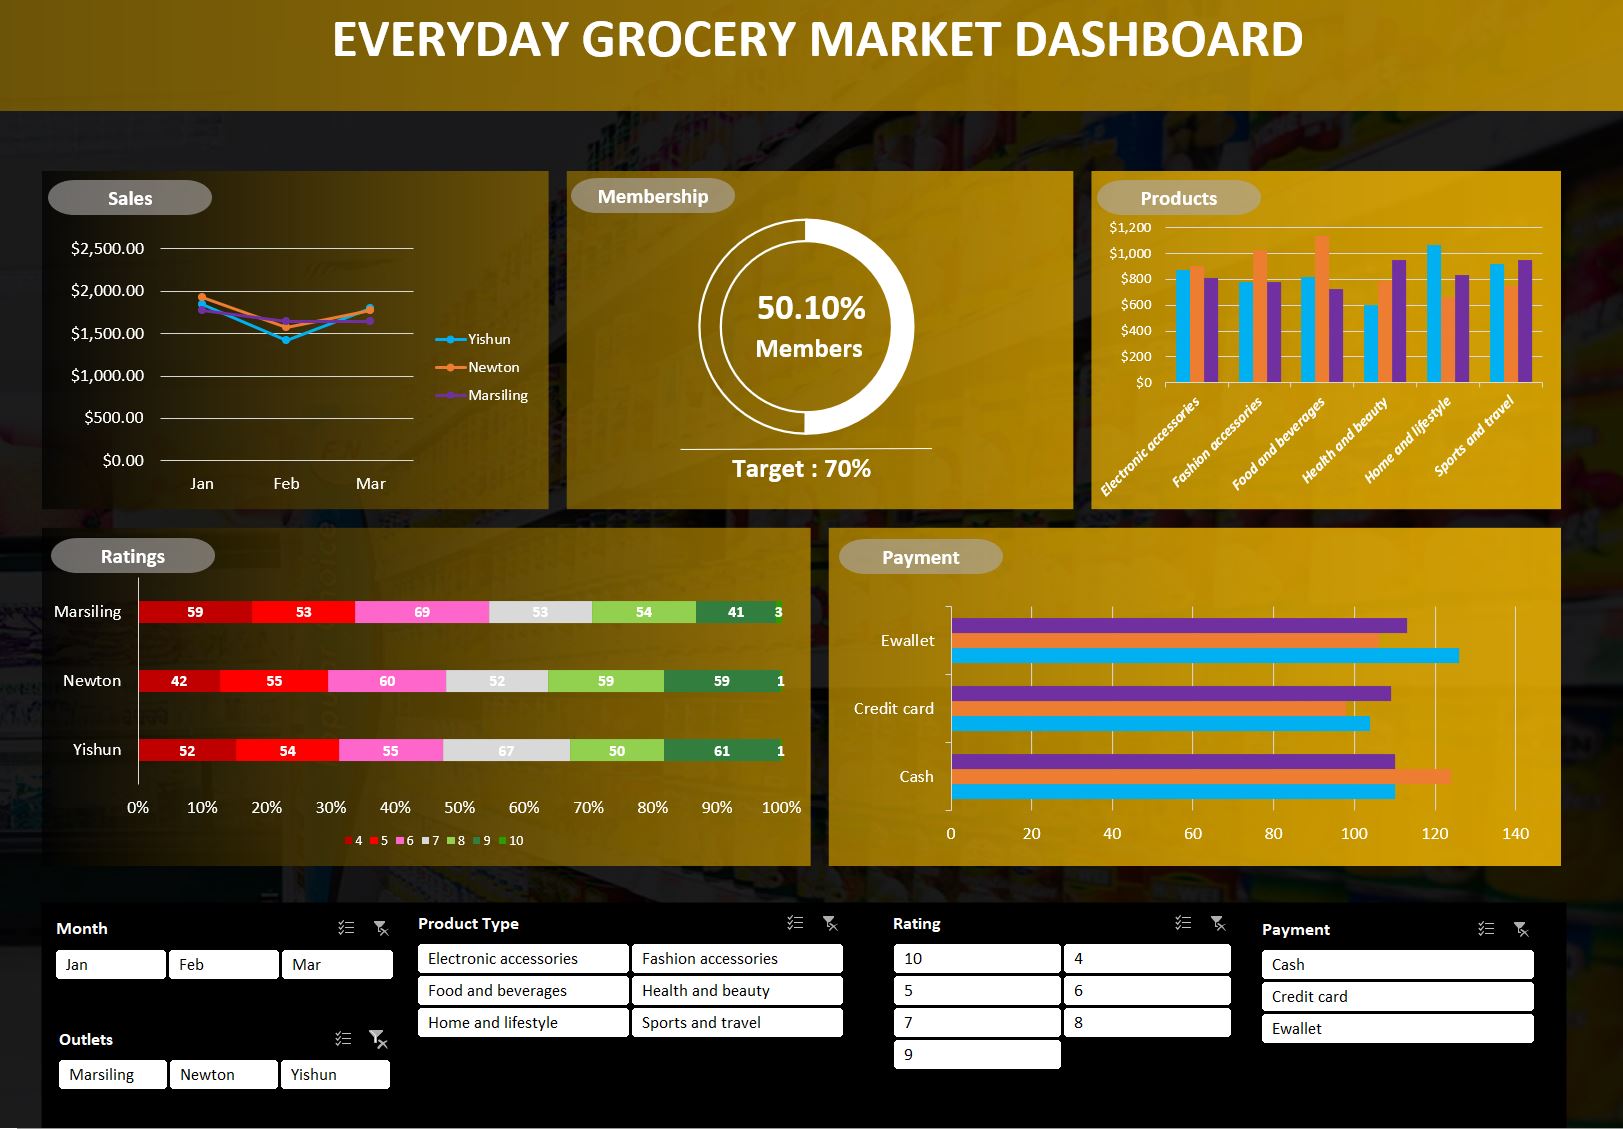 EVERYDAY GROCERY MARKET DASHBOARD
Sales
$2,500.00
$2,000.00
$1,500.00
$1,000.00
$500.00
$0.00
Jan Feb Mar
Yishun
Newton
Marsiling
Membership
50.10%
Members
Target : 70%
Products
$1,200
$1,000
$800
$600
$400
$200
$0
Electronic accessories
Fashion accessories
Food and beverages
Health and beauty
Home and lifestyle
Sports and travel
Ratings
Marsiling 59 53 69 53 54 41 3
Newton 42 55 60 52 59 59 1
Yishun 52 54 55 67 50 61 1
0% 10% 20% 30% 40% 50% 60% 70% 80% 90% 100%
4 5 6 7 8 9 10
Payment
Ewallet
Credit card
Cash
0 20 40 60 80 100 120 140
Month
Jan Feb Mar
Outlets
Marsiling Newton Yishun
Product Type
Electronic accessories Fashion accessories
Food and beverages Health and beauty
Home and lifestyle Sports and travel
Rating
10 4
5 6
7 8
9
Payment
Cash
Credit card
Ewallet